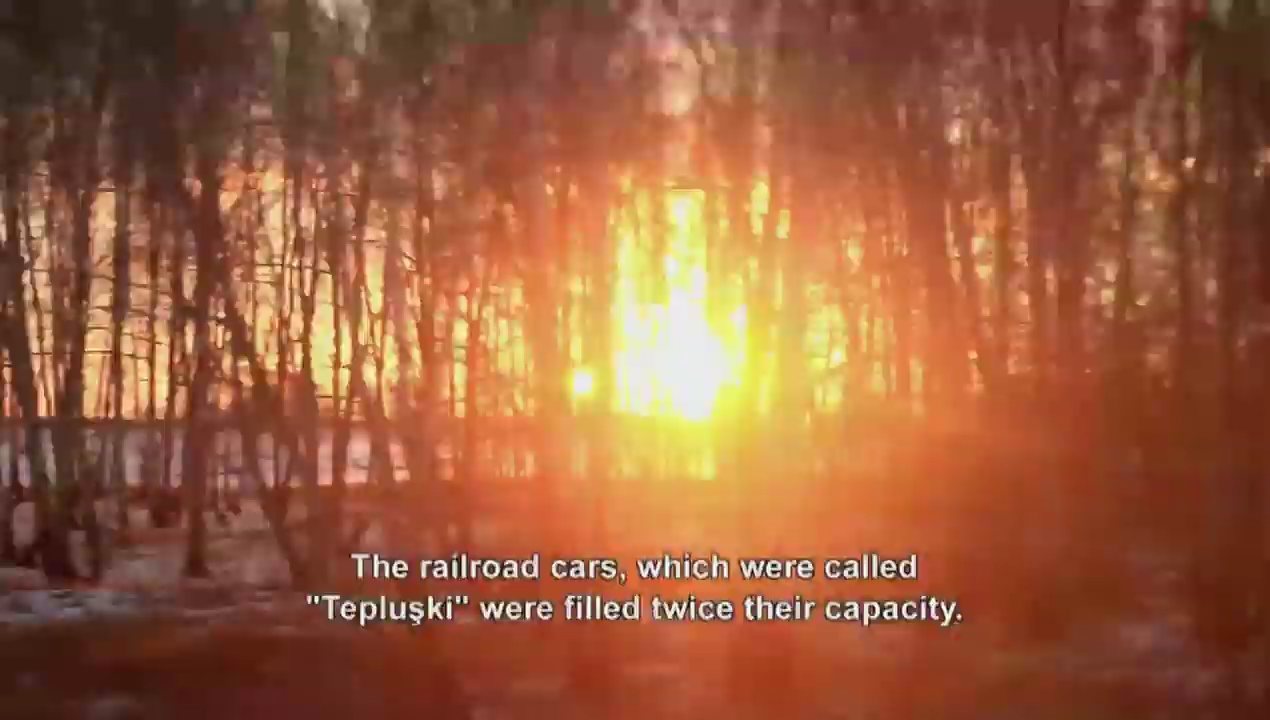 The railroad cars, which were called
"Tepluşki" were filled twice their capacity.